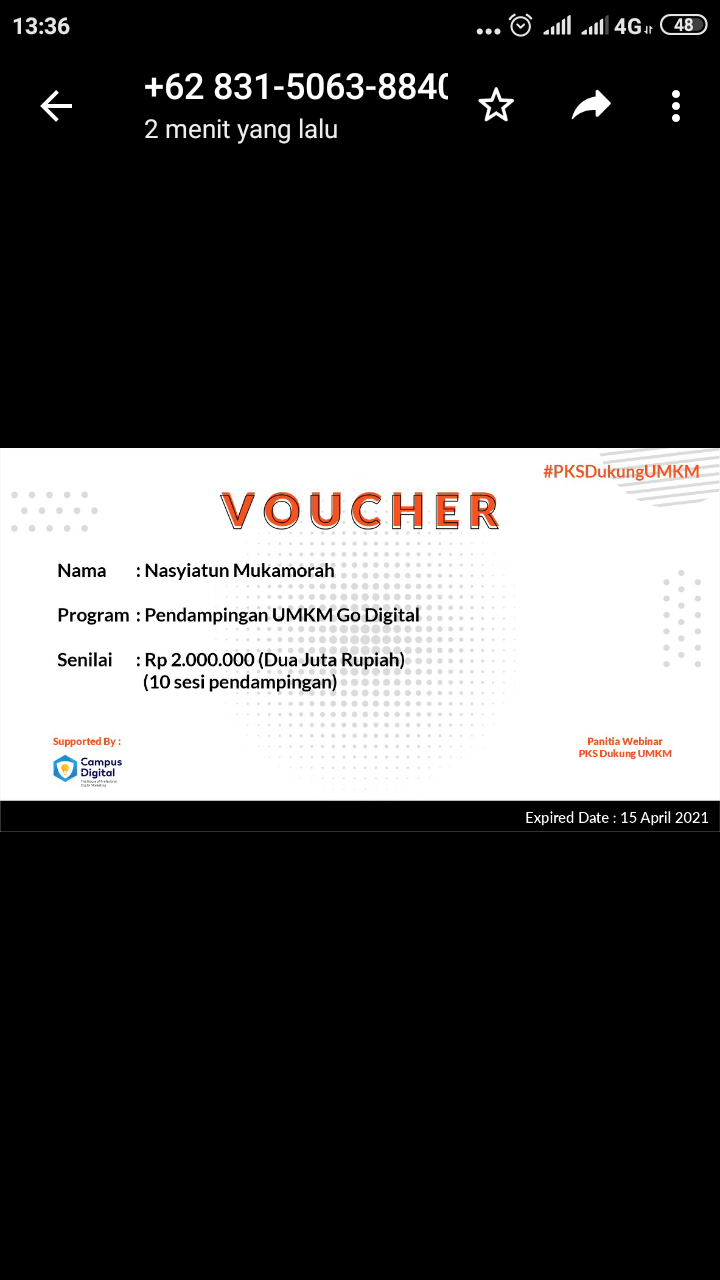 13:36
4G
48
+62 831-5063-884
2 menit yang lalu
#PKSDukungUMKM
VOUCHER
Nama : Nasyiatun Mukamorah
Program : Pendampingan UMKM Go Digital
Senilai : Rp 2.000.000 (Dua Juta Rupiah)
(10 sesi pendampingan)
Supported By :
Campus
Digital
Panitia Webinar
PKS Dukung UMKM
Expired Date : 15 April 2021